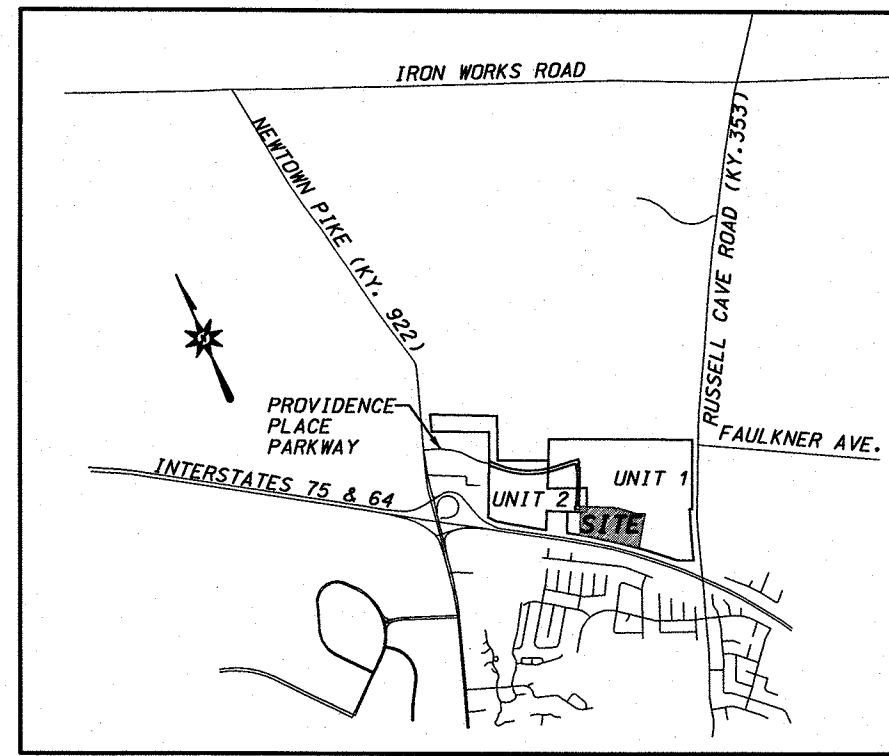 IRON WORKS ROAD
NEWTOWN PIKE (KY. 922)
RUSSELL CAVE ROAD (KY.353)
PROVIDENCE
PLACE
PARKWAY
FAULKNER AVE.
INTERSTATES 75 & 64
UNIT 2
UNIT 1
SITE